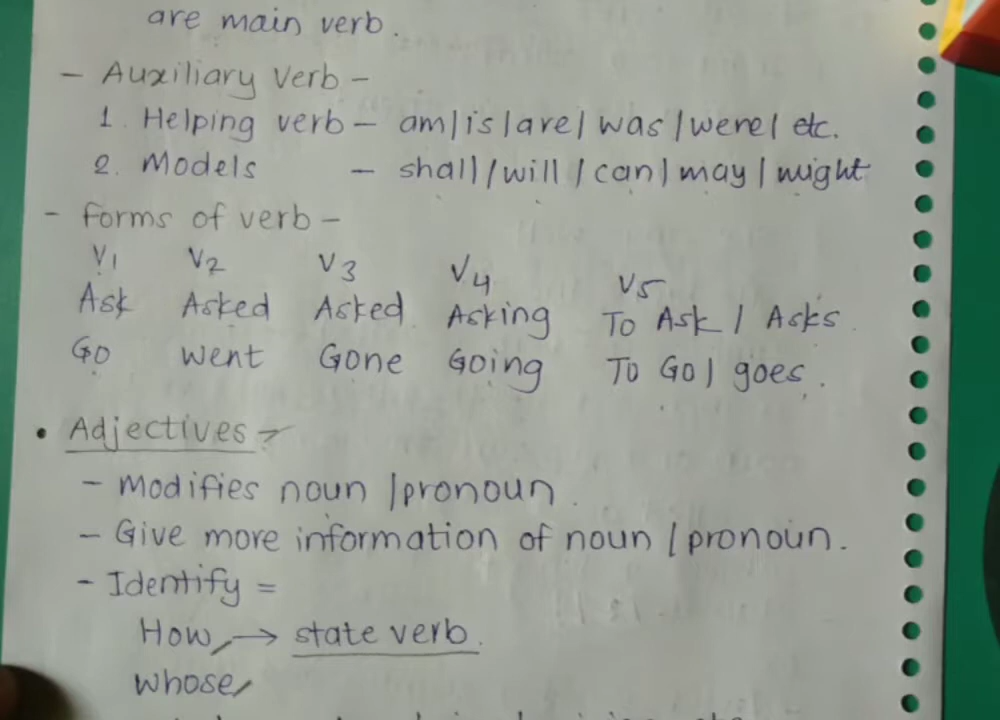 are main verb.
- Auxiliary Verb -
1. Helping verb - am/is/are/ was/were/ etc.
2. Models - shall/will/can/may/might
- forms of verb -
V1 V2 V3 V4 V5
Ask Asked Asked Asking To Ask / Asks.
Go went Gone Going To Go/ goes.
• Adjectives -
- Modifies noun /pronoun.
- Give more information of noun / pronoun.
- Identify =
How, → state verb.
whose,